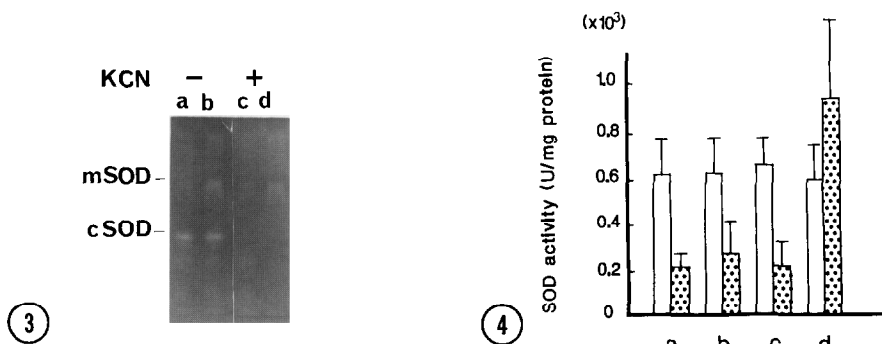 KCN - +
a b c d
mSOD
cSOD
3
(x10³)
SOD activity (U/mg protein)
1.0
0.8
0.6
0.4
0.2
0
a b c d
4